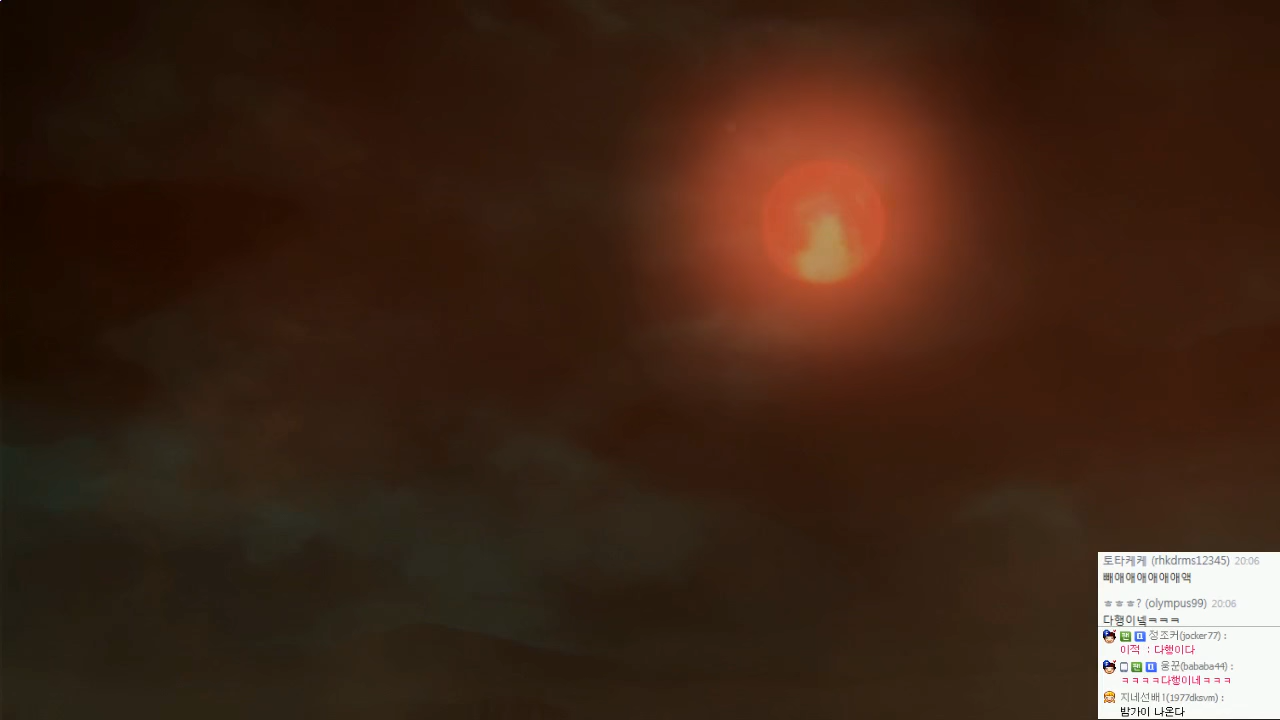 토타케케 (rhkdrms12345) 20:06
빼애애애애애애액
ㅎㅎㅎ? (olympus99) 20:06
다행이넼ㅋㅋㅋ
팬 정조커(jocker77) :
이적 : 다행이다
팬 웅꾼(bababa44) :
ㅋㅋㅋㅋ다행이네ㅋㅋㅋ
지네선배!(1977dksvm) :
밤가이 나온다